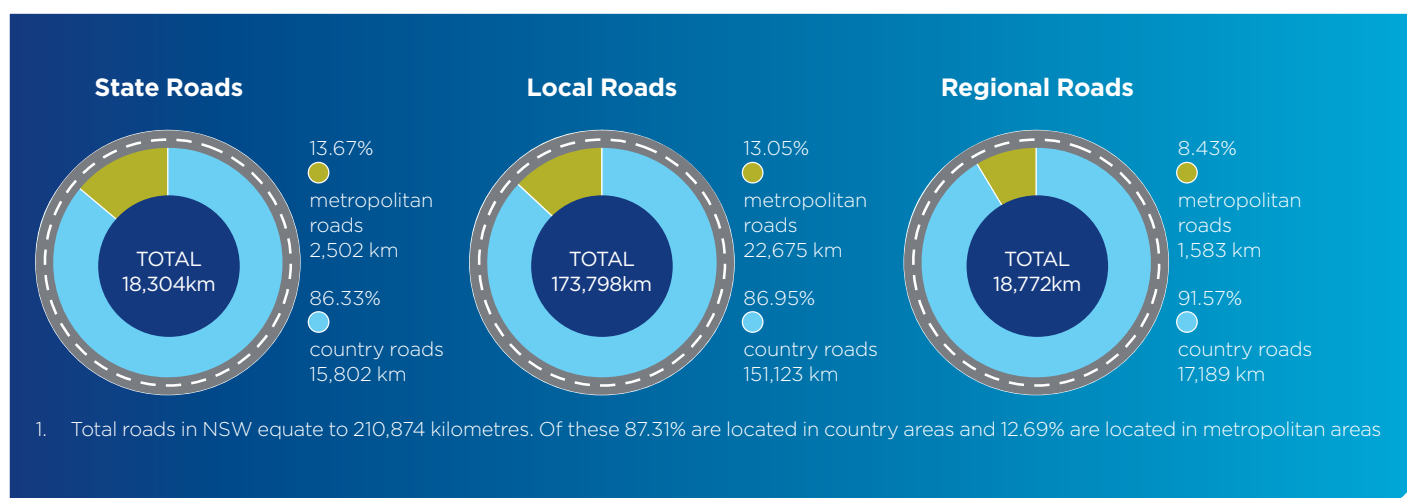 State Roads
13.67%
metropolitan
roads
2,502 km
TOTAL
18,304km
86.33%
country roads
15,802 km
Local Roads
13.05%
metropolitan
roads
22,675 km
TOTAL
173,798km
86.95%
country roads
151,123 km
Regional Roads
8.43%
metropolitan
roads
1,583 km
TOTAL
18,772km
91.57%
country roads
17,189 km
1. Total roads in NSW equate to 210,874 kilometres. Of these 87.31% are located in country areas and 12.69% are located in metropolitan areas